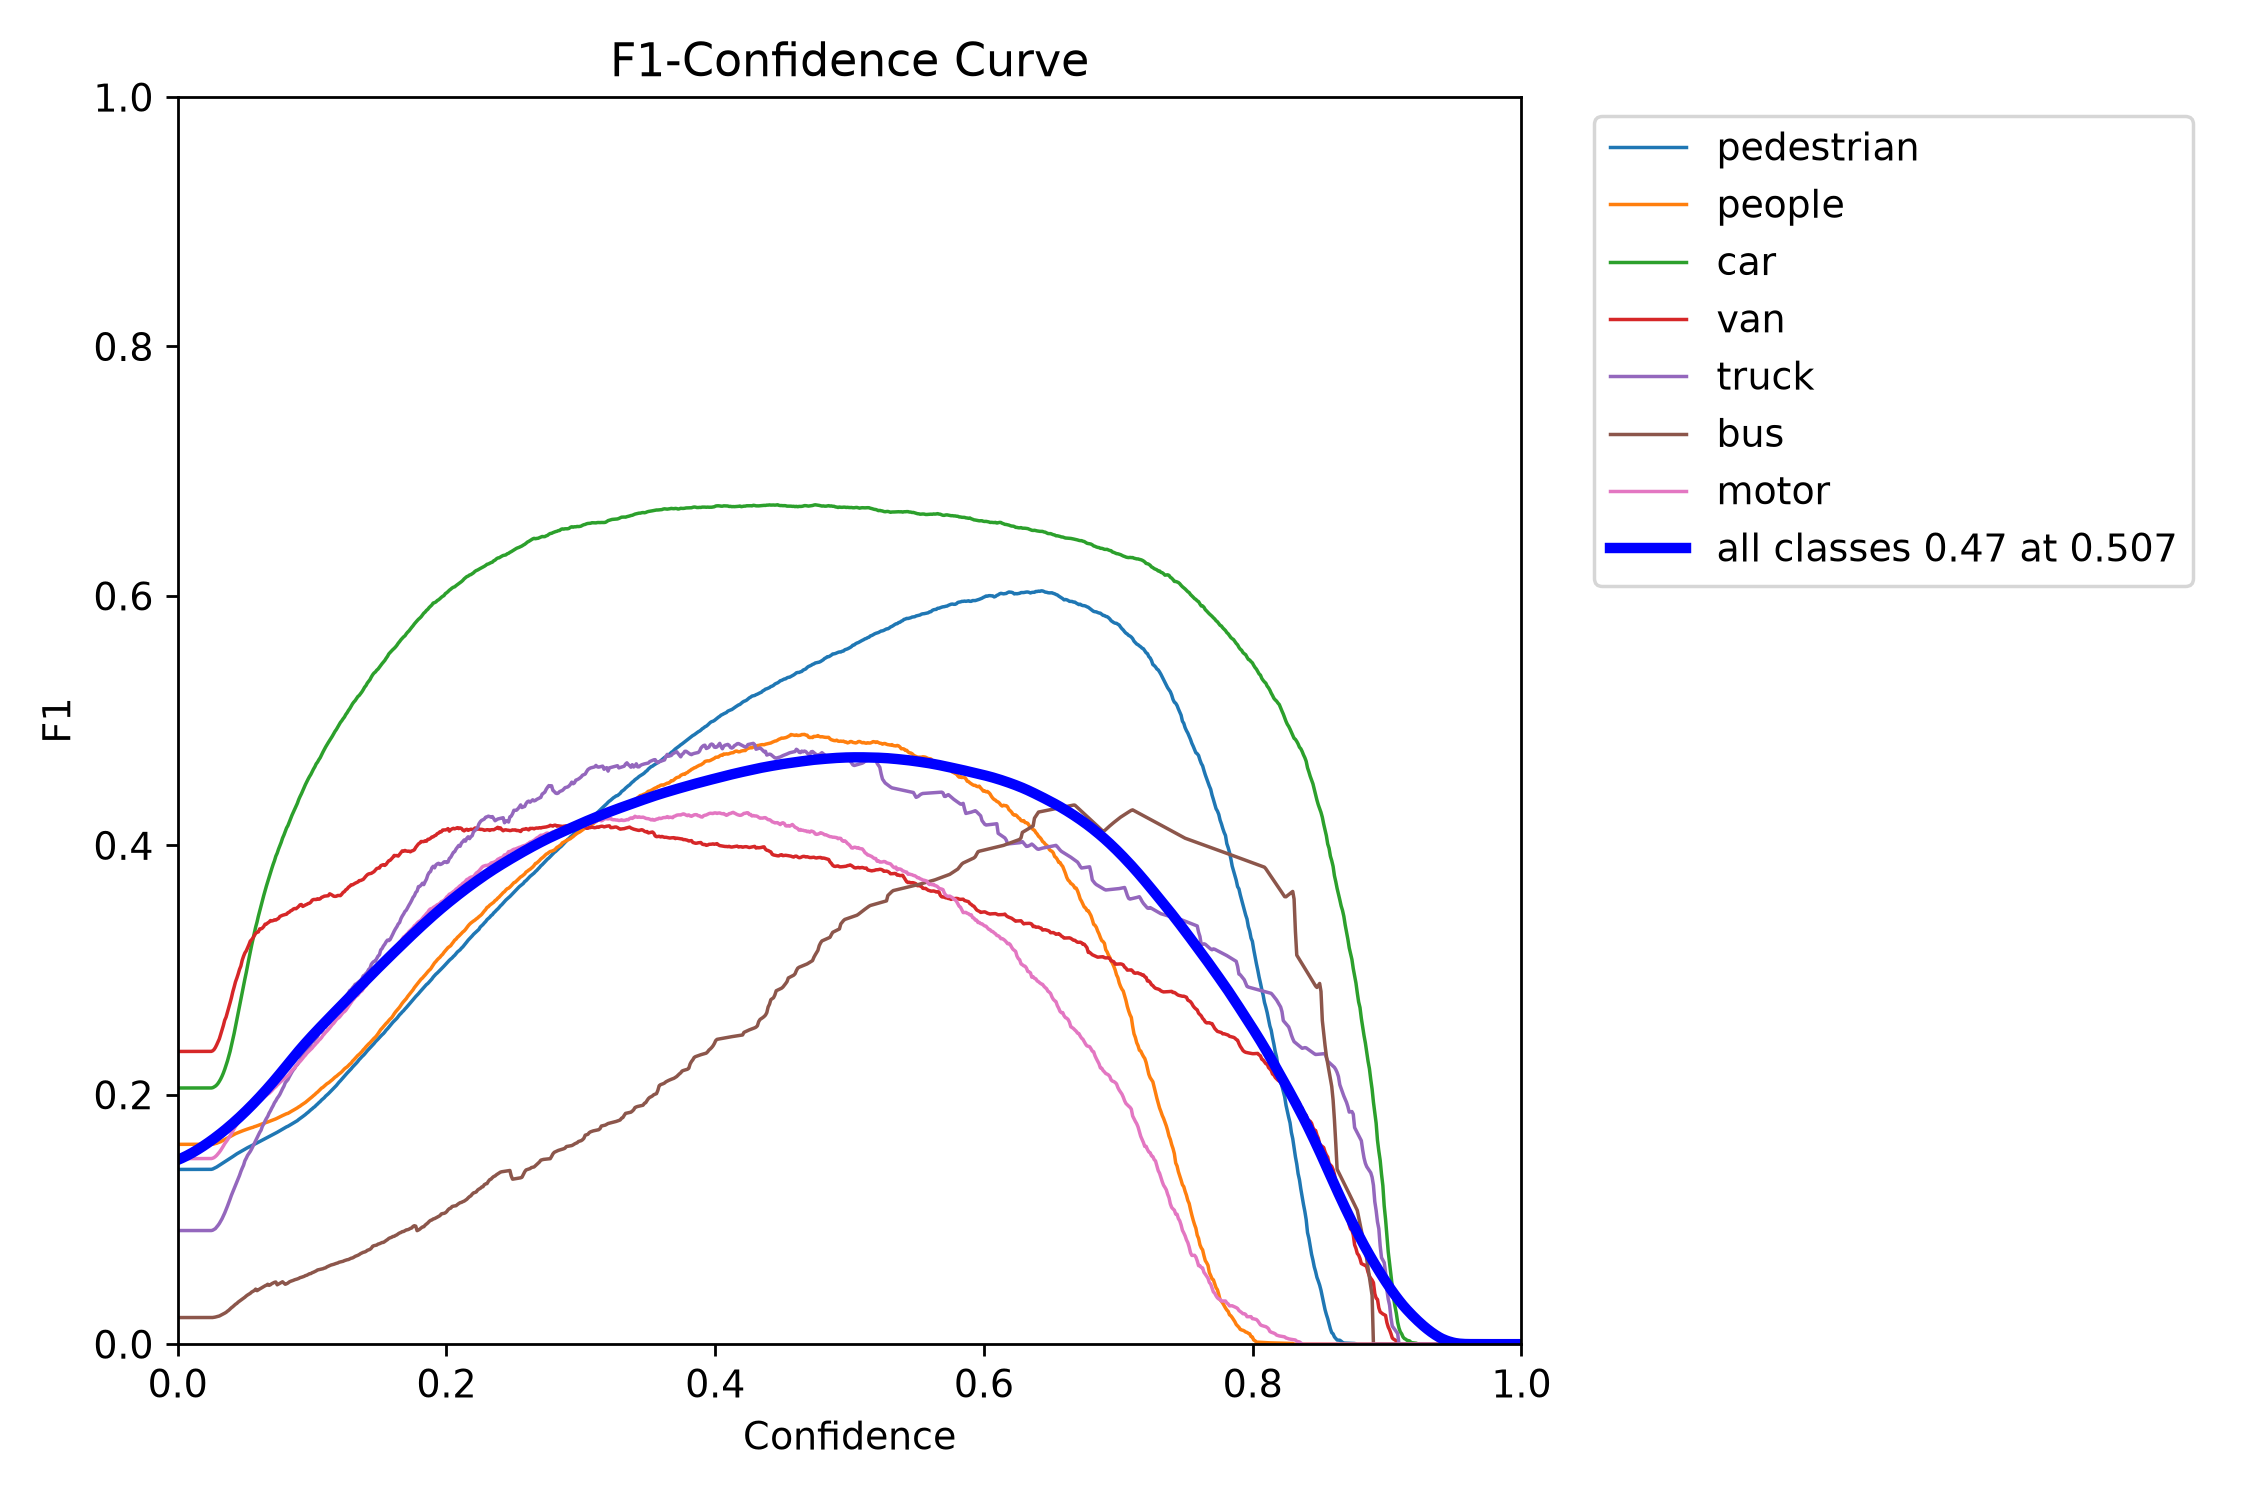 F1-Confidence Curve
1.0
0.8
0.6
0.4
0.2
0.0
F1
0.0 0.2 0.4 0.6 0.8 1.0
Confidence
pedestrian
people
car
van
truck
bus
motor
all classes 0.47 at 0.507